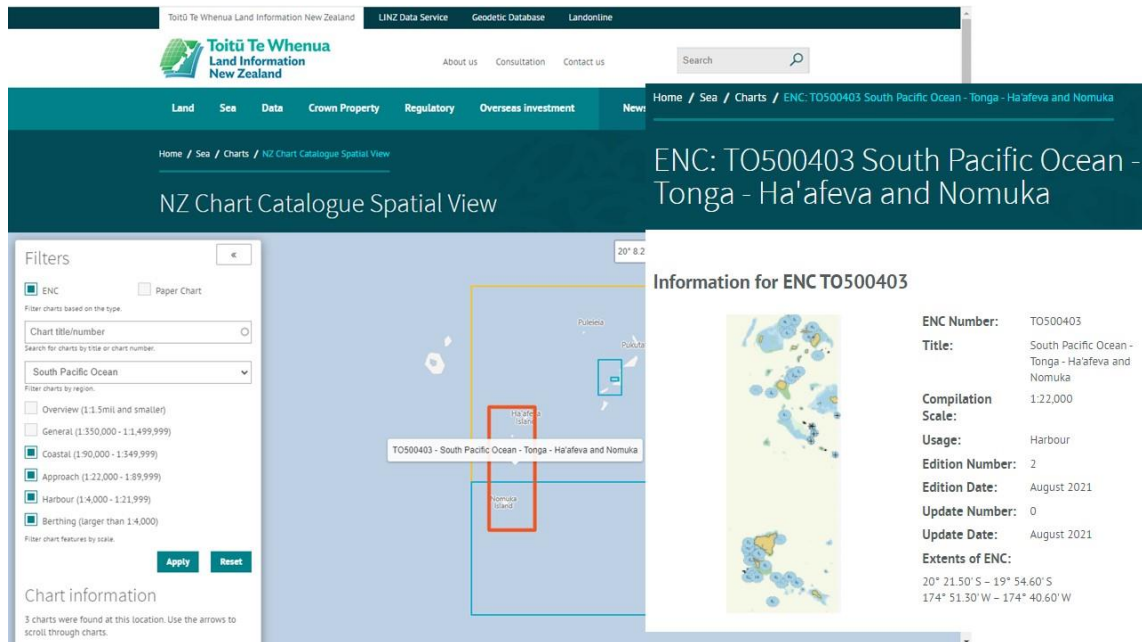 Toitū Te Whenua Land Information New Zealand
LINZ Data Service
Geodetic Database
Landonline
Toitū Te Whenua
Land Information
New Zealand
About us
Consultation
Contact us
Search
Land
Sea
Data
Crown Property
Regulatory
Overseas investment
News
Home / Sea / Charts / NZ Chart Catalogue Spatial View
NZ Chart Catalogue Spatial View
Filters
«
ENC
Paper Chart
Filter charts based on the type.
Chart title/number
Search for charts by title or chart number.
South Pacific Ocean
Filter charts by region.
Overview (1:1.5mil and smaller)
General (1:350,000 - 1:1,499,999)
Coastal (1:90,000 - 1:349,999)
Approach (1:22,000 - 1:89,999)
Harbour (1:4,000 - 1:21,999)
Berthing (larger than 1:4,000)
Filter chart features by scale.
Apply
Reset
Chart information
3 charts were found at this location. Use the arrows to
scroll through charts.
20° 8.2
Ha'afeva
Island
TO500403 - South Pacific Ocean - Tonga - Ha'afeva and Nomuka
Nomuka
Island
Home / Sea / Charts / ENC: TO500403 South Pacific Ocean - Tonga - Ha'afeva and Nomuka
ENC: TO500403 South Pacific Ocean -
Tonga - Ha'afeva and Nomuka
Information for ENC TO500403
ENC Number: TO500403
Title: South Pacific Ocean -
Tonga - Ha'afeva and
Nomuka
Compilation 1:22,000
Scale:
Usage: Harbour
Edition Number: 2
Edition Date: August 2021
Update Number: 0
Update Date: August 2021
Extents of ENC:
20° 21.50' S – 19° 54.60' S
174° 51.30' W – 174° 40.60' W